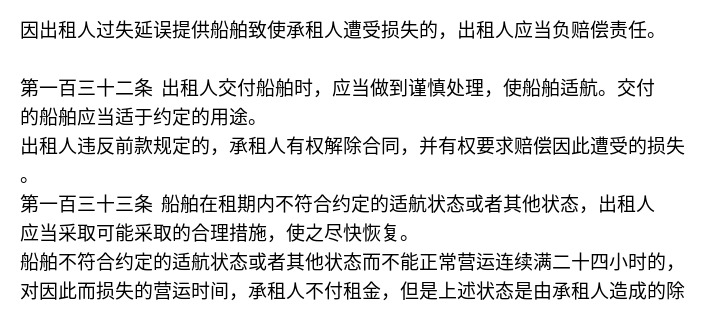 因出租人过失延误提供船舶致使承租人遭受损失的，出租人应当负赔偿责任。
第一百三十二条 出租人交付船舶时，应当做到谨慎处理，使船舶适航。交付
的船舶应当适于约定的用途。
出租人违反前款规定的，承租人有权解除合同，并有权要求赔偿因此遭受的损失
。
第一百三十三条 船舶在租期内不符合约定的适航状态或者其他状态，出租人
应当采取可能采取的合理措施，使之尽快恢复。
船舶不符合约定的适航状态或者其他状态而不能正常营运连续满二十四小时的，
对因此而损失的营运时间，承租人不付租金，但是上述状态是由承租人造成的除